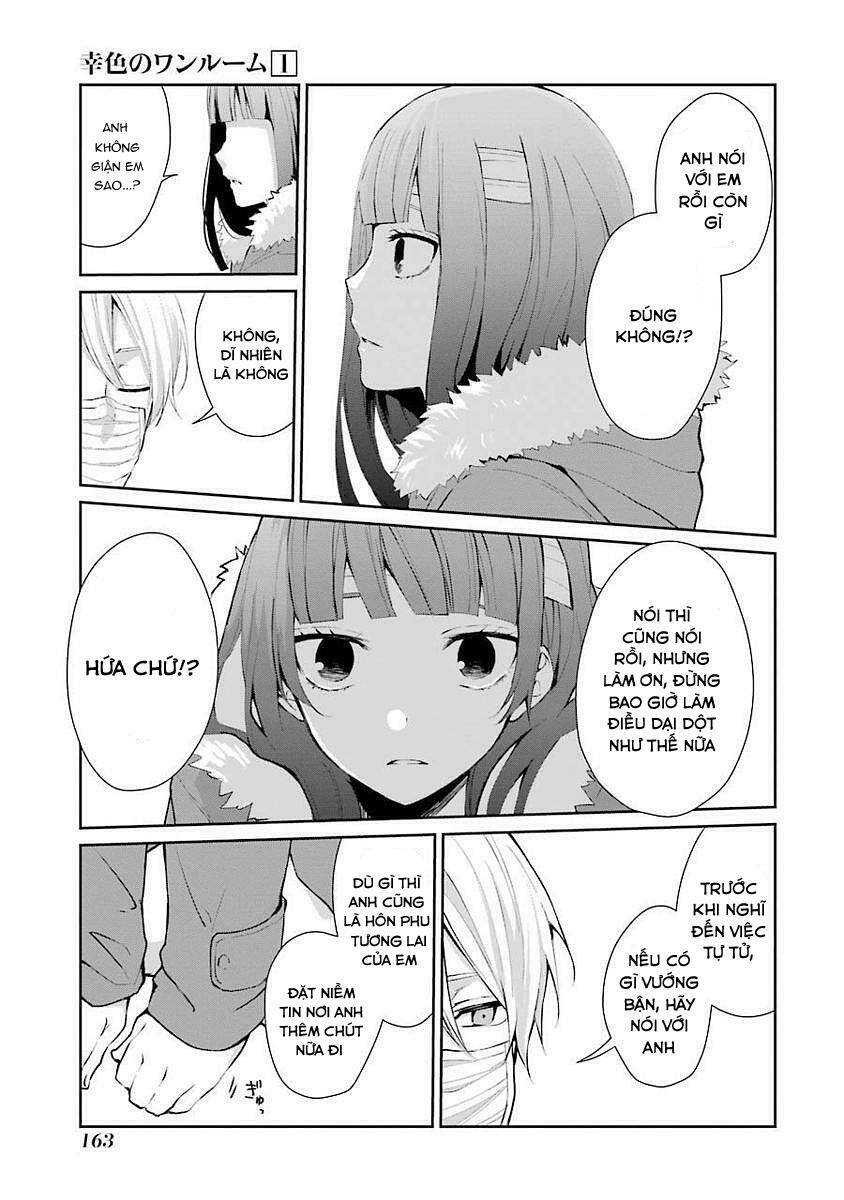 幸色のワンルーム 1
ANH NÓI
VỚI EM
RỒI CÒN
GÌ
ĐÚNG
KHÔNG!?
ANH
KHÔNG
GIẬN EM
SAO...?
KHÔNG,
DĨ NHIÊN
LÀ KHÔNG
NÓI THÌ
CŨNG NÓI
RỒI, NHƯNG
LÀM ƠN, ĐỪNG
BAO GIỜ LÀM
ĐIỀU DẠI DỘT
NHƯ THẾ NỮA
HỨA CHỨ!?
TRƯỚC
KHI NGHĨ
ĐẾN VIỆC
TỰ TỬ,
NẾU CÓ
GÌ VƯỚNG
BẬN, HÃY
NÓI VỚI
ANH
DÙ GÌ THÌ
ANH CŨNG
LÀ HÔN PHU
TƯƠNG LAI
CỦA EM
ĐẶT NIỀM
TIN NƠI ANH
THÊM CHÚT
NỮA ĐI
ぎゅっ
163